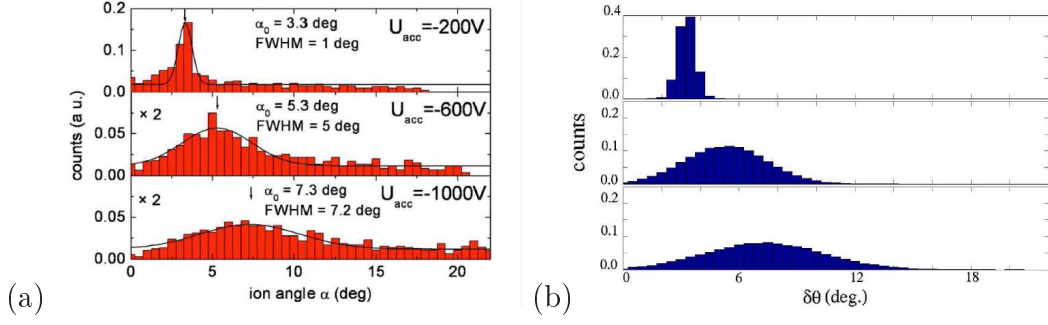 0.2
α₀ = 3.3 deg
FWHM = 1 deg
U_acc=-200V
0.1
0.0
× 2
α₀ = 5.3 deg
FWHM = 5 deg
U_acc=-600V
0.05
0.00
× 2
α₀ = 7.3 deg
FWHM = 7.2 deg
U_acc=-1000V
0.05
0.00
counts (a u.)
0 5 10 15 20
ion angle α (deg)
(a)
0.4
0.2
0.0
0.2
0.1
0.0
0.2
0.1
0.0
counts
0 6 12 18
δθ (deg.)
(b)